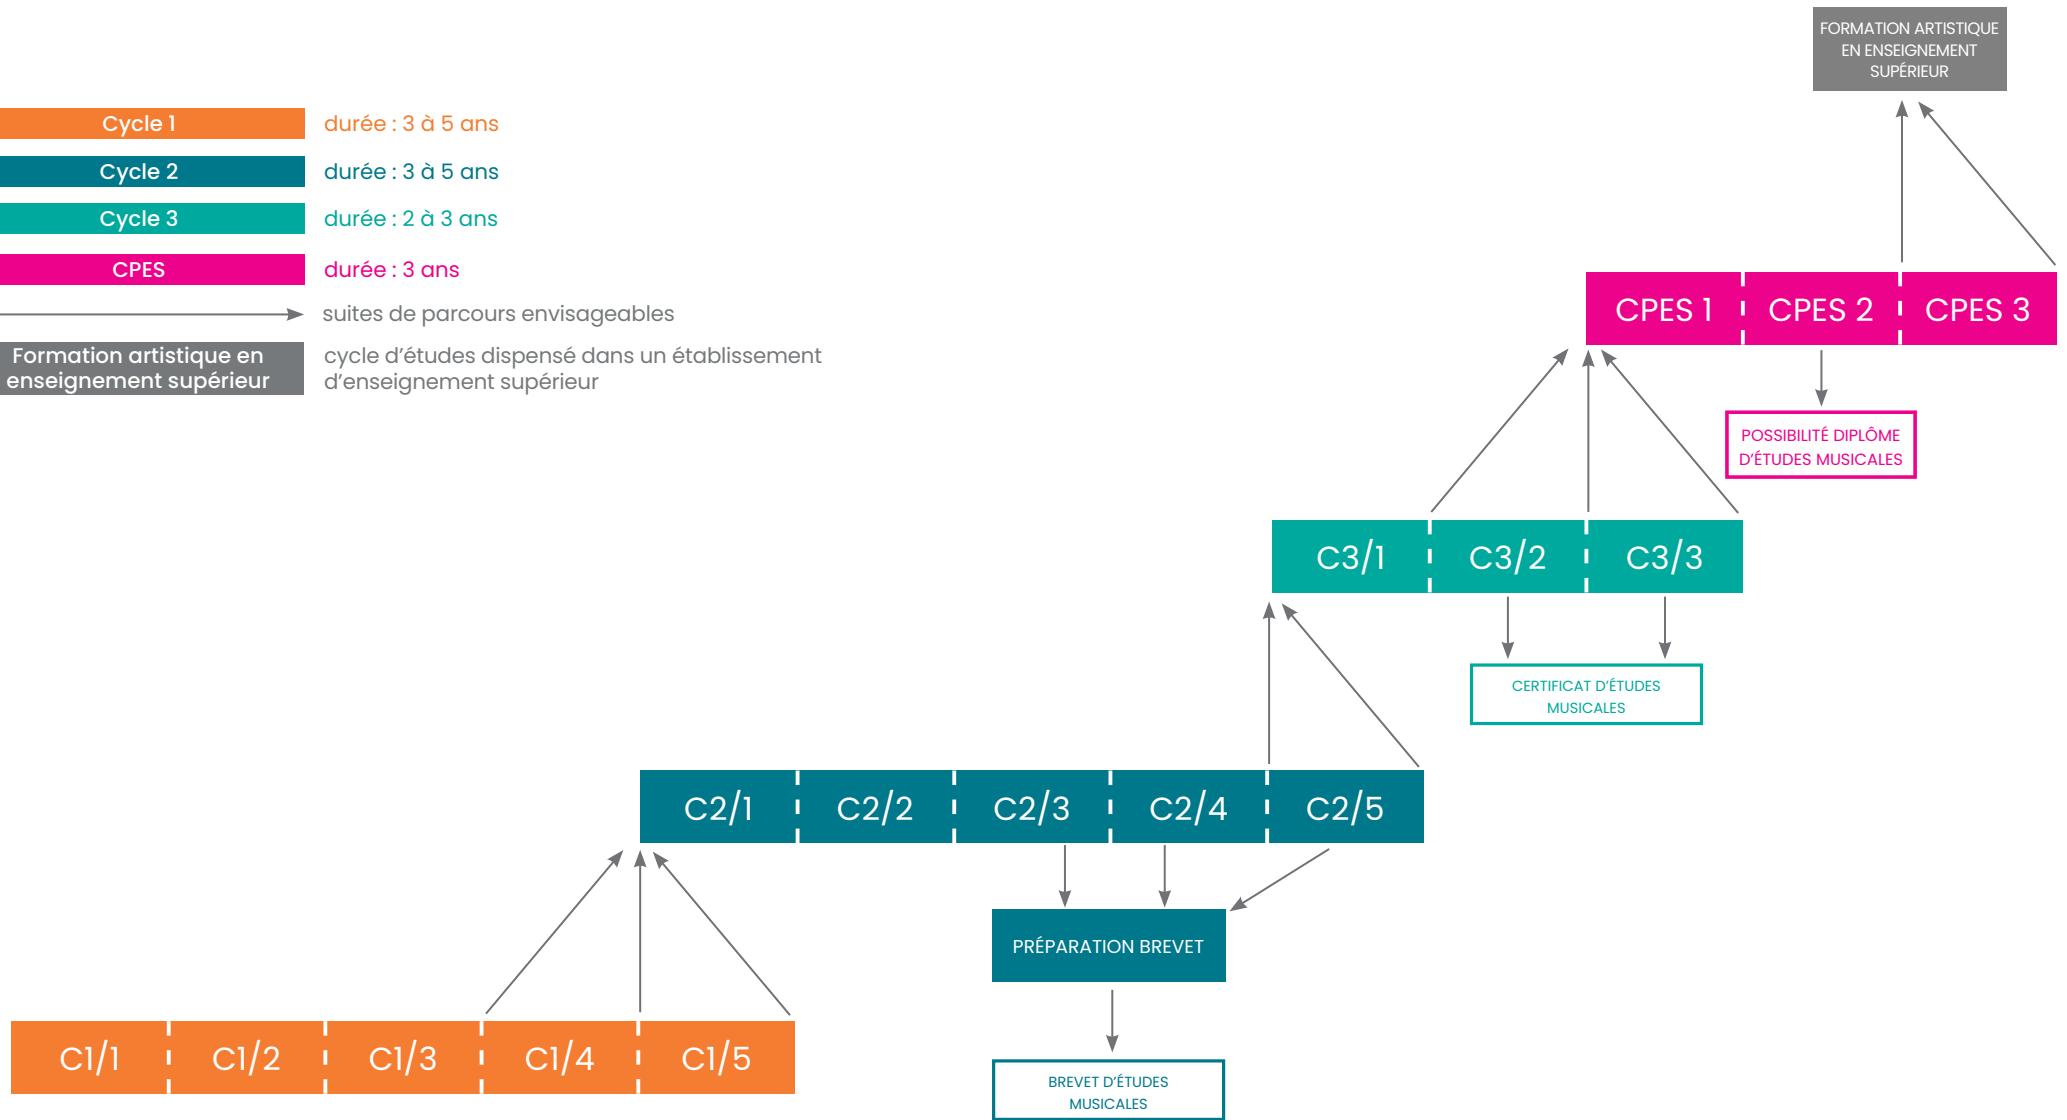 FORMATION ARTISTIQUE
EN ENSEIGNEMENT
SUPÉRIEUR
Cycle 1
durée : 3 à 5 ans
Cycle 2
durée : 3 à 5 ans
Cycle 3
durée : 2 à 3 ans
CPES
durée : 3 ans
suites de parcours envisageables
Formation artistique en
enseignement supérieur
cycle d’études dispensé dans un établissement
d’enseignement supérieur
CPES 1
CPES 2
CPES 3
POSSIBILITÉ DIPLÔME
D’ÉTUDES MUSICALES
C3/1
C3/2
C3/3
CERTIFICAT D’ÉTUDES
MUSICALES
C2/1
C2/2
C2/3
C2/4
C2/5
PRÉPARATION BREVET
C1/1
C1/2
C1/3
C1/4
C1/5
BREVET D’ÉTUDES
MUSICALES